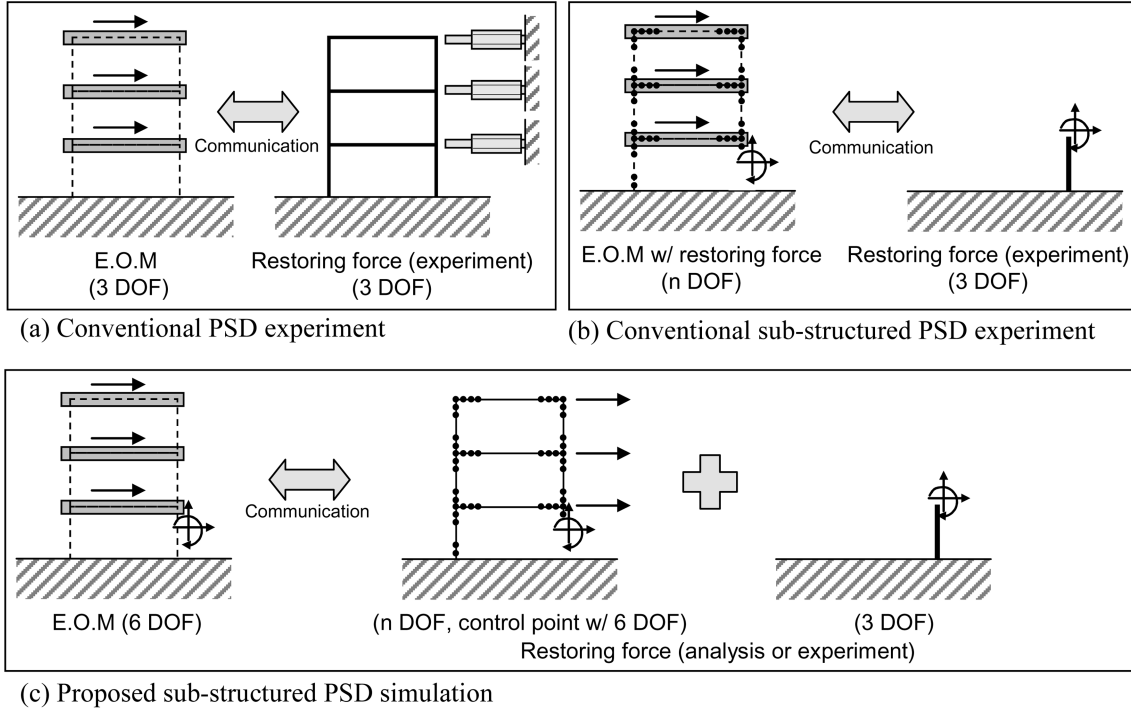 Communication
E.O.M
(3 DOF)
Restoring force (experiment)
(3 DOF)
(a) Conventional PSD experiment
Communication
E.O.M w/ restoring force
(n DOF)
Restoring force (experiment)
(3 DOF)
(b) Conventional sub-structured PSD experiment
Communication
E.O.M (6 DOF)
(n DOF, control point w/ 6 DOF)
(3 DOF)
Restoring force (analysis or experiment)
(c) Proposed sub-structured PSD simulation